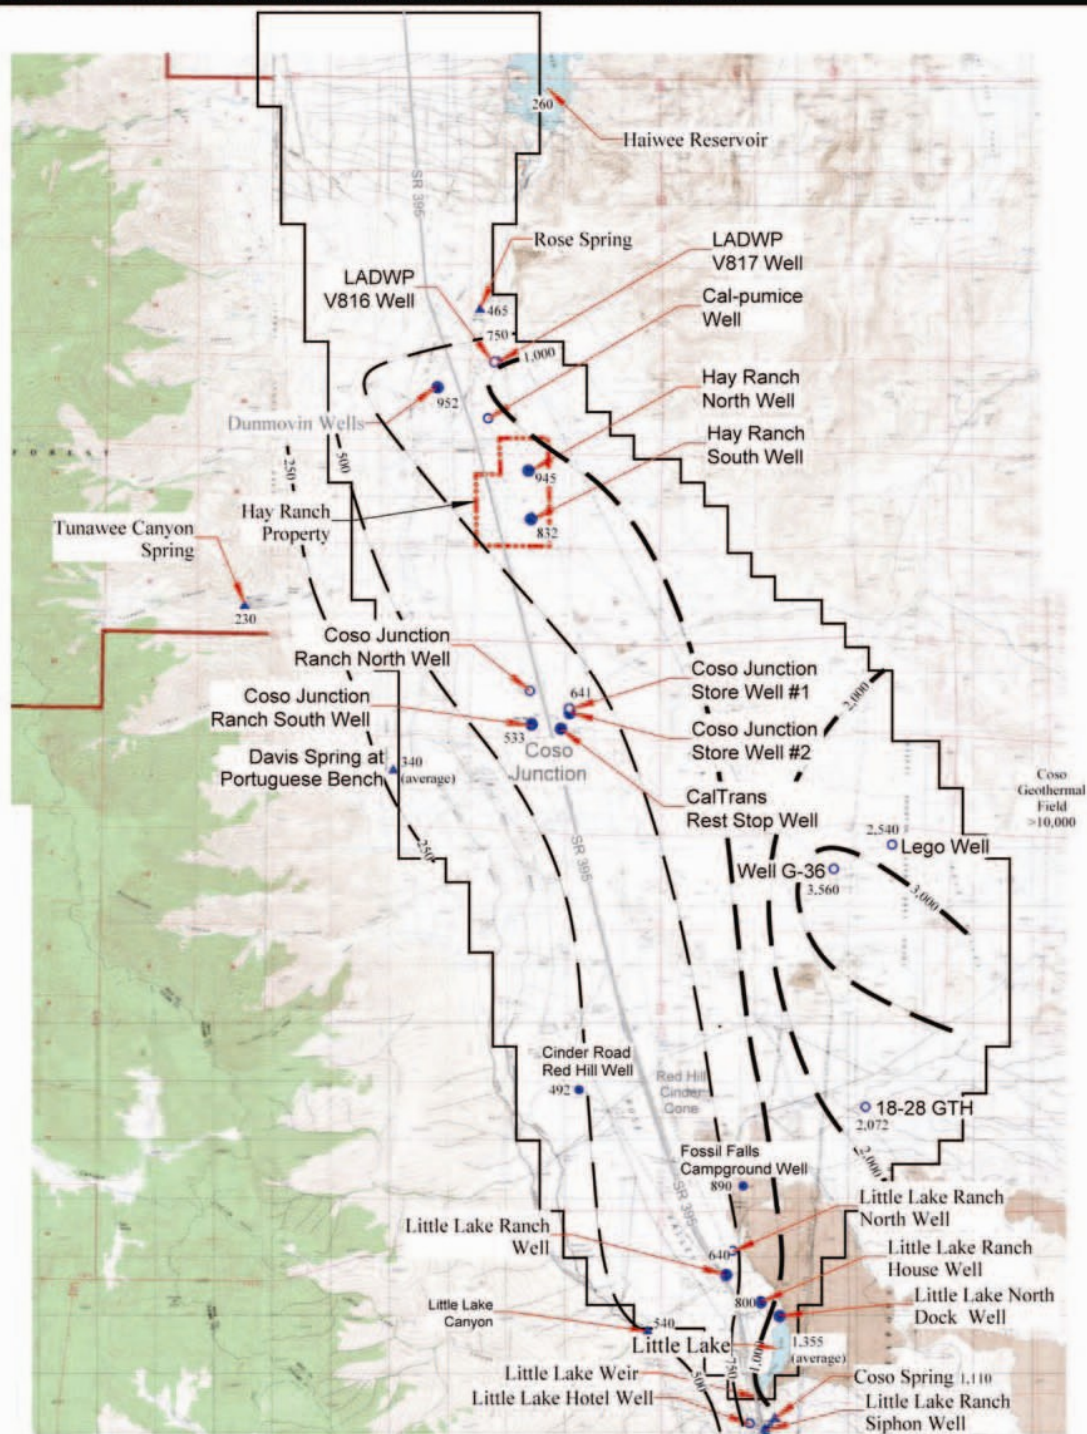 260
Haiwee Reservoir
SR 395
Rose Spring
LADWP
V817 Well
LADWP
V816 Well
Cal-pumice
Well
465
750
1,000
Hay Ranch
North Well
952
Dunmovin Wells
Hay Ranch
South Well
FOREST
250
500
945
Hay Ranch
Property
832
Tunawee Canyon
Spring
230
Coso Junction
Ranch North Well
Coso Junction
Store Well #1
641
2,000
Coso Junction
Ranch South Well
533
Coso Junction
Store Well #2
Coso
Junction
Davis Spring at
Portuguese Bench
340
(average)
CalTrans
Rest Stop Well
Coso
Geothermal
Field
>10,000
250
SR 395
2,540
Lego Well
Well G-36
3,560
3,000
Cinder Road
Red Hill Well
492
Red Hill
Cinder
Cone
18-28 GTH
2,072
2,000
Fossil Falls
Campground Well
890
SR 395
Little Lake Ranch
North Well
Little Lake Ranch
Well
640
Little Lake Ranch
House Well
800
Little Lake North
Dock Well
Little Lake
Canyon
540
Little Lake
1,355
(average)
1,000
750
500
Little Lake Weir
Coso Spring 1,110
Little Lake Hotel Well
Little Lake Ranch
Siphon Well